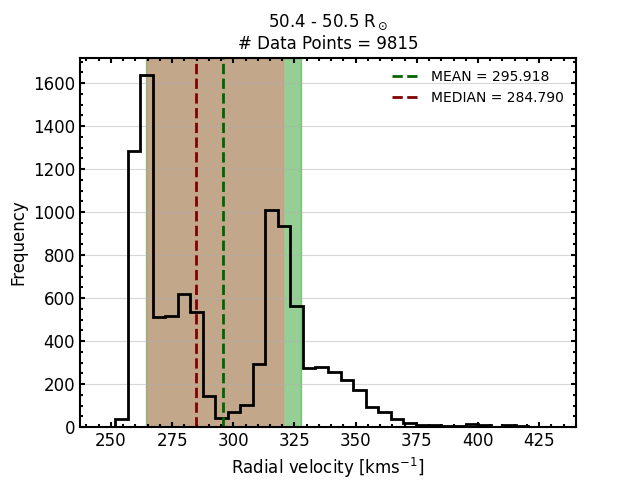 50.4 - 50.5 R⊙
# Data Points = 9815
MEAN = 295.918
MEDIAN = 284.790
Frequency
1600
1400
1200
1000
800
600
400
200
0
250 275 300 325 350 375 400 425
Radial velocity [kms⁻¹]